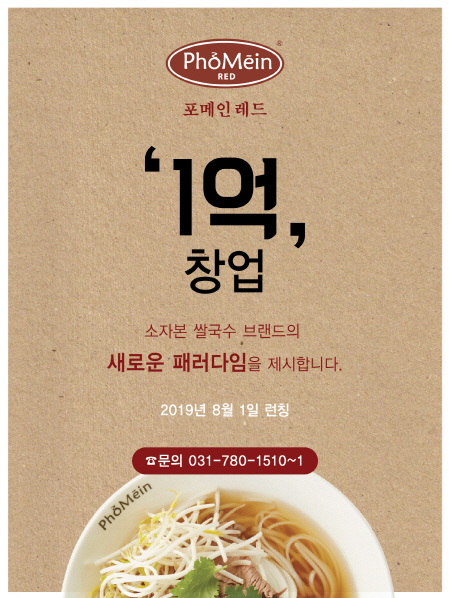 PhỏMēin
RED
®
포메인 레드
‘1억,
창업
소자본 쌀국수 브랜드의
새로운 패러다임을 제시합니다.
2019년 8월 1일 런칭
☎문의 031-780-1510~1
PhỏMēin